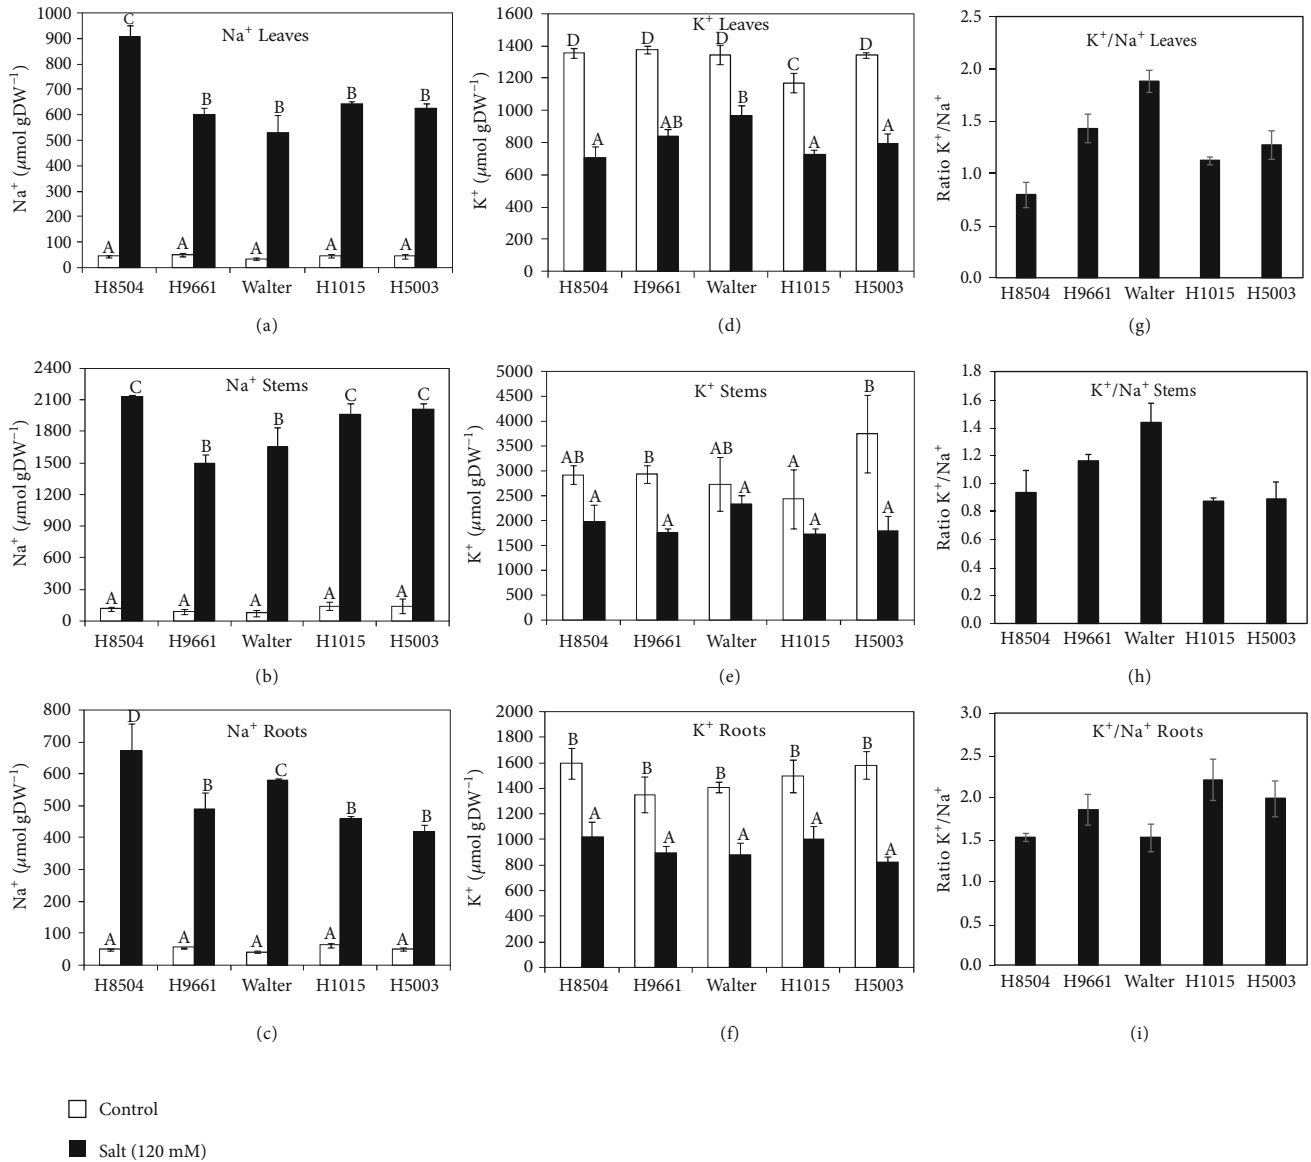 Na⁺ Leaves
Na⁺ (μmol gDW⁻¹)
1000
900
800
700
600
500
400
300
200
100
0
C
B
B
B
B
A
A
A
A
A
H8504 H9661 Walter H1015 H5003
(a)
K⁺ Leaves
K⁺ (μmol gDW⁻¹)
1600
1400
1200
1000
800
600
400
200
0
D
A
D
AB
D
B
C
A
D
A
H8504 H9661 Walter H1015 H5003
(d)
K⁺/Na⁺ Leaves
Ratio K⁺/Na⁺
2.5
2.0
1.5
1.0
0.5
0.0
H8504 H9661 Walter H1015 H5003
(g)
Na⁺ Stems
Na⁺ (μmol gDW⁻¹)
2400
2100
1800
1500
1200
900
600
300
0
C
B
B
C
C
A
A
A
A
A
H8504 H9661 Walter H1015 H5003
(b)
K⁺ Stems
K⁺ (μmol gDW⁻¹)
5000
4500
4000
3500
3000
2500
2000
1500
1000
500
0
AB
A
B
A
AB
A
A
A
B
A
H8504 H9661 Walter H1015 H5003
(e)
K⁺/Na⁺ Stems
Ratio K⁺/Na⁺
1.8
1.6
1.4
1.2
1.0
0.8
0.6
0.4
0.2
0.0
H8504 H9661 Walter H1015 H5003
(h)
Na⁺ Roots
Na⁺ (μmol gDW⁻¹)
800
700
600
500
400
300
200
100
0
D
B
C
B
B
A
A
A
A
A
H8504 H9661 Walter H1015 H5003
(c)
K⁺ Roots
K⁺ (μmol gDW⁻¹)
2000
1800
1600
1400
1200
1000
800
600
400
200
0
B
A
B
A
B
A
B
A
B
A
H8504 H9661 Walter H1015 H5003
(f)
K⁺/Na⁺ Roots
Ratio K⁺/Na⁺
3.0
2.5
2.0
1.5
1.0
0.5
0.0
H8504 H9661 Walter H1015 H5003
(i)
Control
Salt (120 mM)